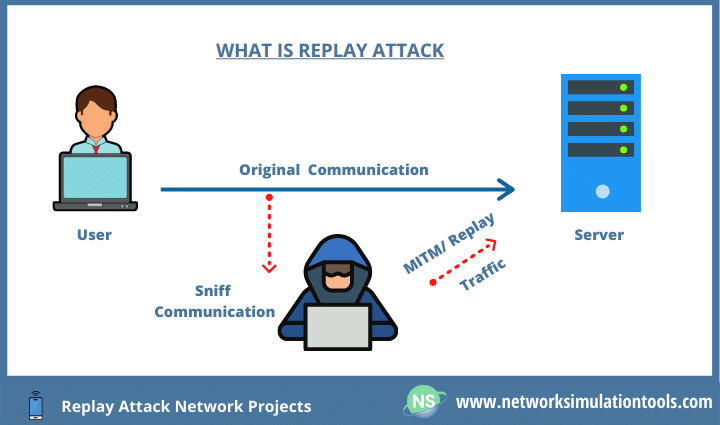 WHAT IS REPLAY ATTACK
Original  Communication
User
Server
MITM/ Replay
Traffic
Sniff
Communication
Replay Attack Network Projects
NS
www.networksimulationtools.com